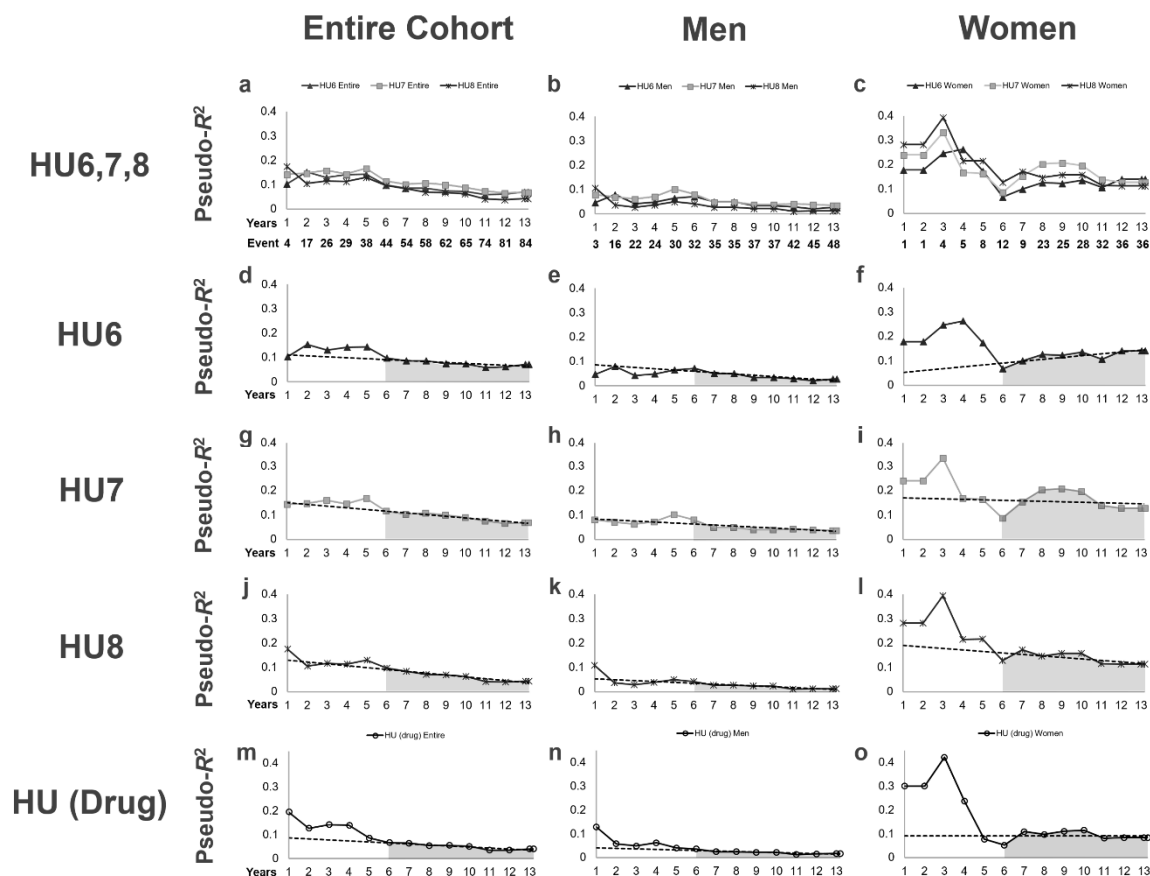 Entire Cohort Men Women
a b c
HU6 Entire HU7 Entire HU8 Entire HU6 Men HU7 Men HU8 Men HU6 Women HU7 Women HU8 Women
HU6,7,8
Pseudo-R²
0.4 0.4 0.4
0.3 0.3 0.3
0.2 0.2 0.2
0.1 0.1 0.1
0 0 0
Years 1 2 3 4 5 6 7 8 9 10 11 12 13 1 2 3 4 5 6 7 8 9 10 11 12 13 1 2 3 4 5 6 7 8 9 10 11 12 13
Event 4 17 26 29 38 44 54 58 62 65 74 81 84 3 16 22 24 30 32 35 35 37 37 42 45 48 1 1 4 5 8 12 9 23 25 28 32 36 36
d e f
HU6
Pseudo-R²
0.4 0.4 0.4
0.3 0.3 0.3
0.2 0.2 0.2
0.1 0.1 0.1
0 0 0
Years 1 2 3 4 5 6 7 8 9 10 11 12 13 1 2 3 4 5 6 7 8 9 10 11 12 13 1 2 3 4 5 6 7 8 9 10 11 12 13
g h i
HU7
Pseudo-R²
0.4 0.4 0.4
0.3 0.3 0.3
0.2 0.2 0.2
0.1 0.1 0.1
0 0 0
Years 1 2 3 4 5 6 7 8 9 10 11 12 13 1 2 3 4 5 6 7 8 9 10 11 12 13 1 2 3 4 5 6 7 8 9 10 11 12 13
j k l
HU8
Pseudo-R²
0.4 0.4 0.4
0.3 0.3 0.3
0.2 0.2 0.2
0.1 0.1 0.1
0 0 0
Years 1 2 3 4 5 6 7 8 9 10 11 12 13 1 2 3 4 5 6 7 8 9 10 11 12 13 1 2 3 4 5 6 7 8 9 10 11 12 13
HU (drug) Entire HU (drug) Men HU (drug) Women
m n o
HU (Drug)
Pseudo-R²
0.4 0.4 0.4
0.3 0.3 0.3
0.2 0.2 0.2
0.1 0.1 0.1
0 0 0
Years 1 2 3 4 5 6 7 8 9 10 11 12 13 1 2 3 4 5 6 7 8 9 10 11 12 13 1 2 3 4 5 6 7 8 9 10 11 12 13